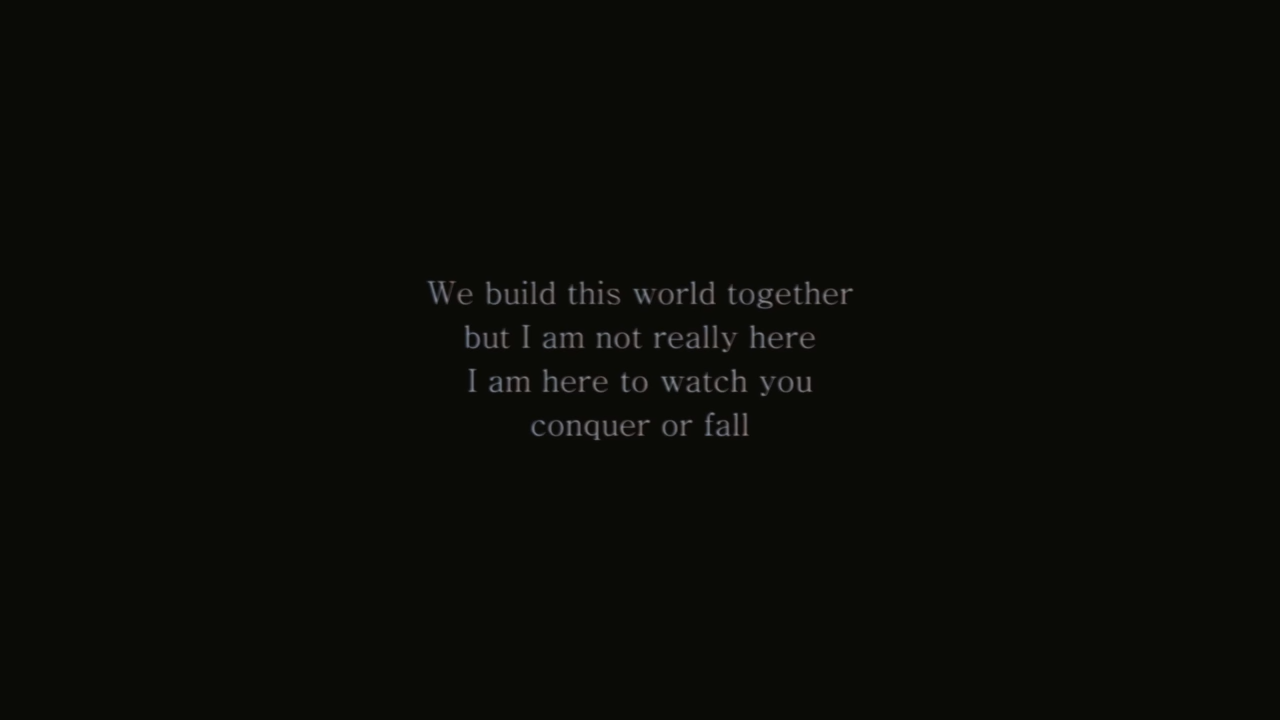 We build this world together
but I am not really here
I am here to watch you
conquer or fall